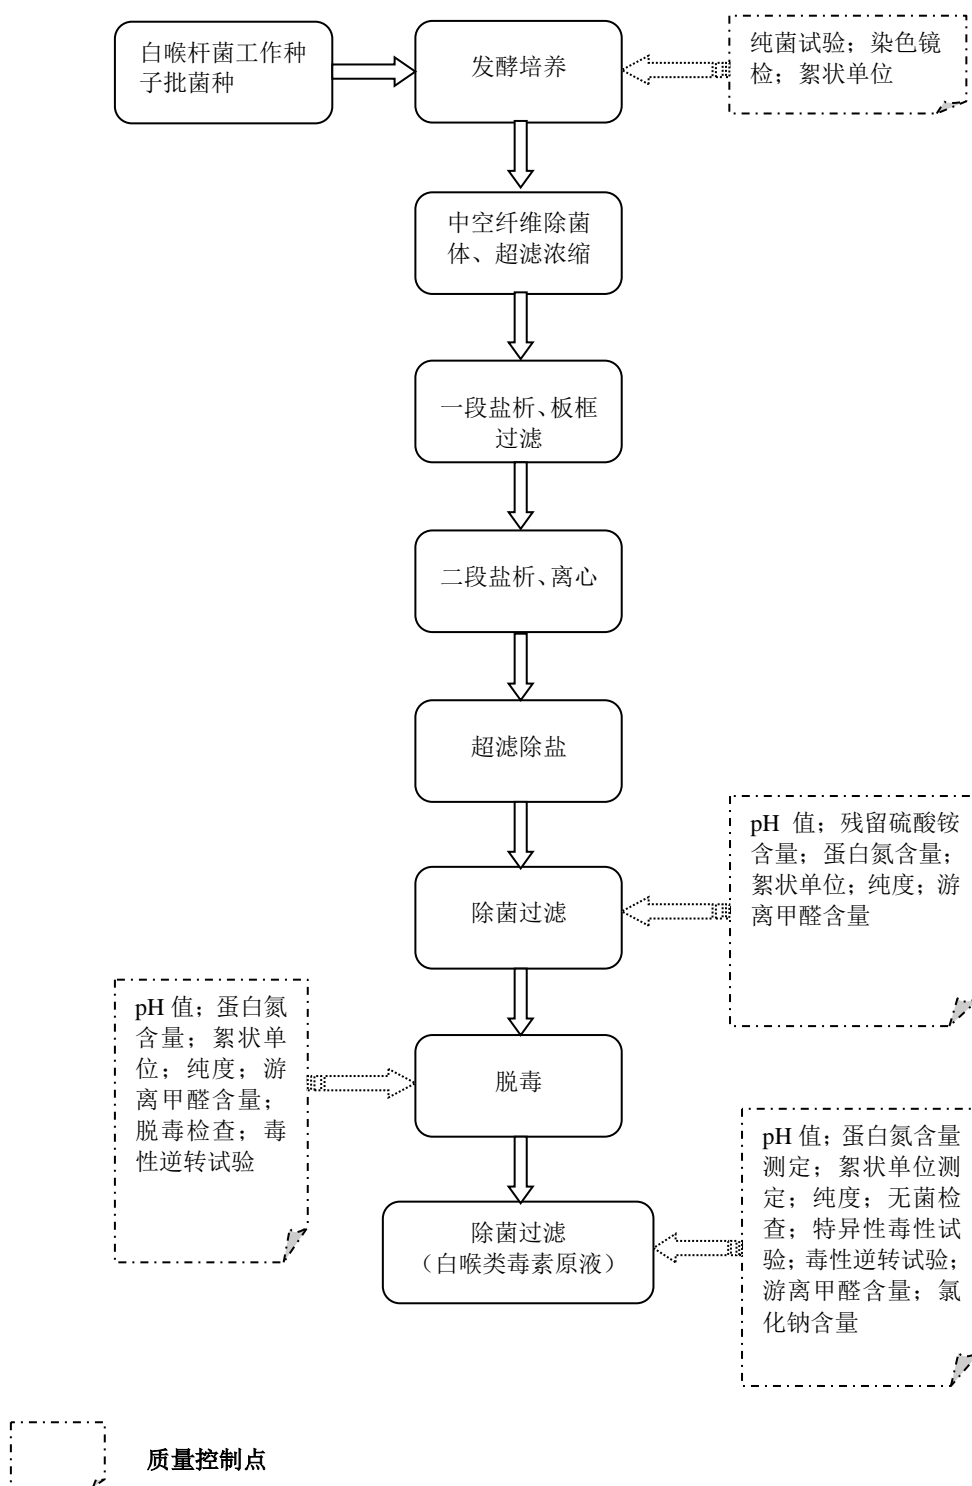 白喉杆菌工作种
子批菌种
发酵培养
纯菌试验；染色镜
检；絮状单位
中空纤维除菌
体、超滤浓缩
一段盐析、板框
过滤
二段盐析、离心
超滤除盐
pH 值；残留硫酸铵
含量；蛋白氮含量；
絮状单位；纯度；游
离甲醛含量
除菌过滤
pH 值；蛋白氮
含量；絮状单
位；纯度；游
离甲醛含量；
脱毒检查；毒
性逆转试验
脱毒
pH 值；蛋白氮含量
测定；絮状单位测
定；纯度；无菌检
查；特异性毒性试
验；毒性逆转试验；
游离甲醛含量；氯
化钠含量
除菌过滤
（白喉类毒素原液）
质量控制点